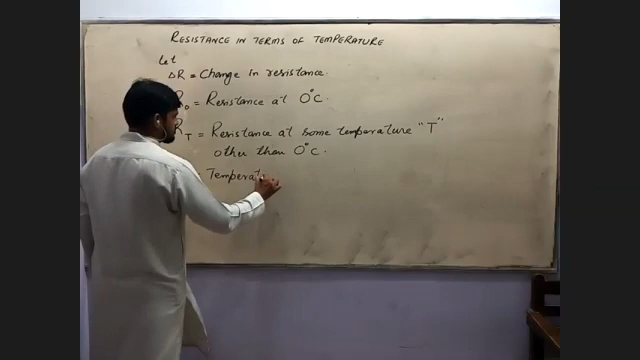 RESISTANCE IN TERMS OF TEMPERATURE
Let
ΔR = Change in resistance.
R₀ = Resistance at 0°C.
R_T = Resistance at some temperature "T"
other than 0°C.
Temperat